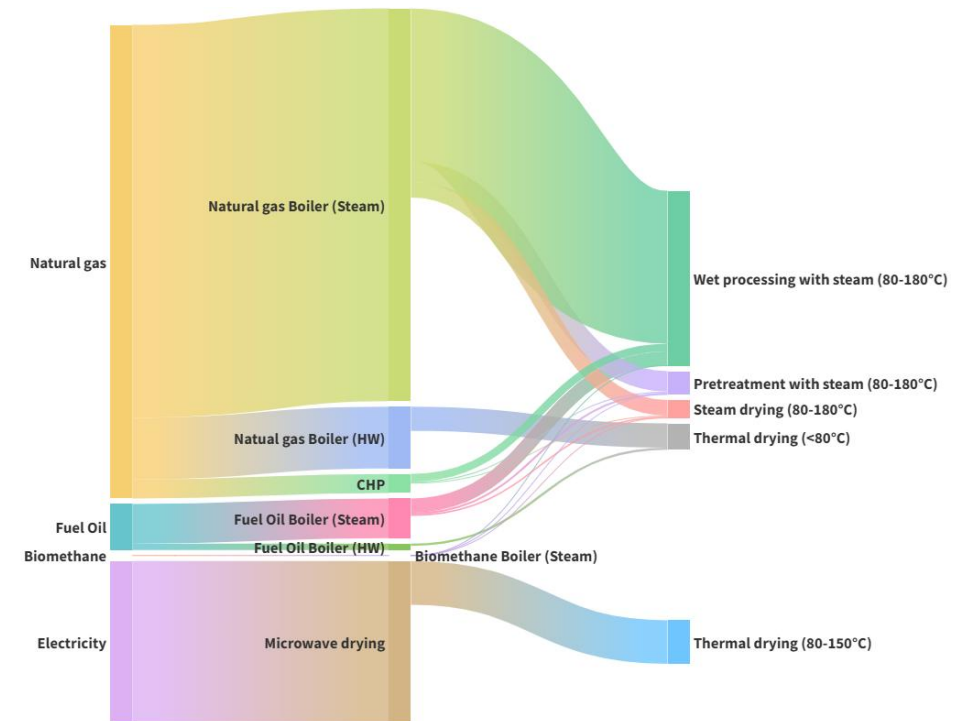 Natural gas Boiler (Steam)
Natural gas
Wet processing with steam (80-180°C)
Pretreatment with steam (80-180°C)
Steam drying (80-180°C)
Natual gas Boiler (HW)
Thermal drying (<80°C)
CHP
Fuel Oil Boiler (Steam)
Fuel Oil
Fuel Oil Boiler (HW)
Biomethane
Biomethane Boiler (Steam)
Electricity
Microwave drying
Thermal drying (80-150°C)